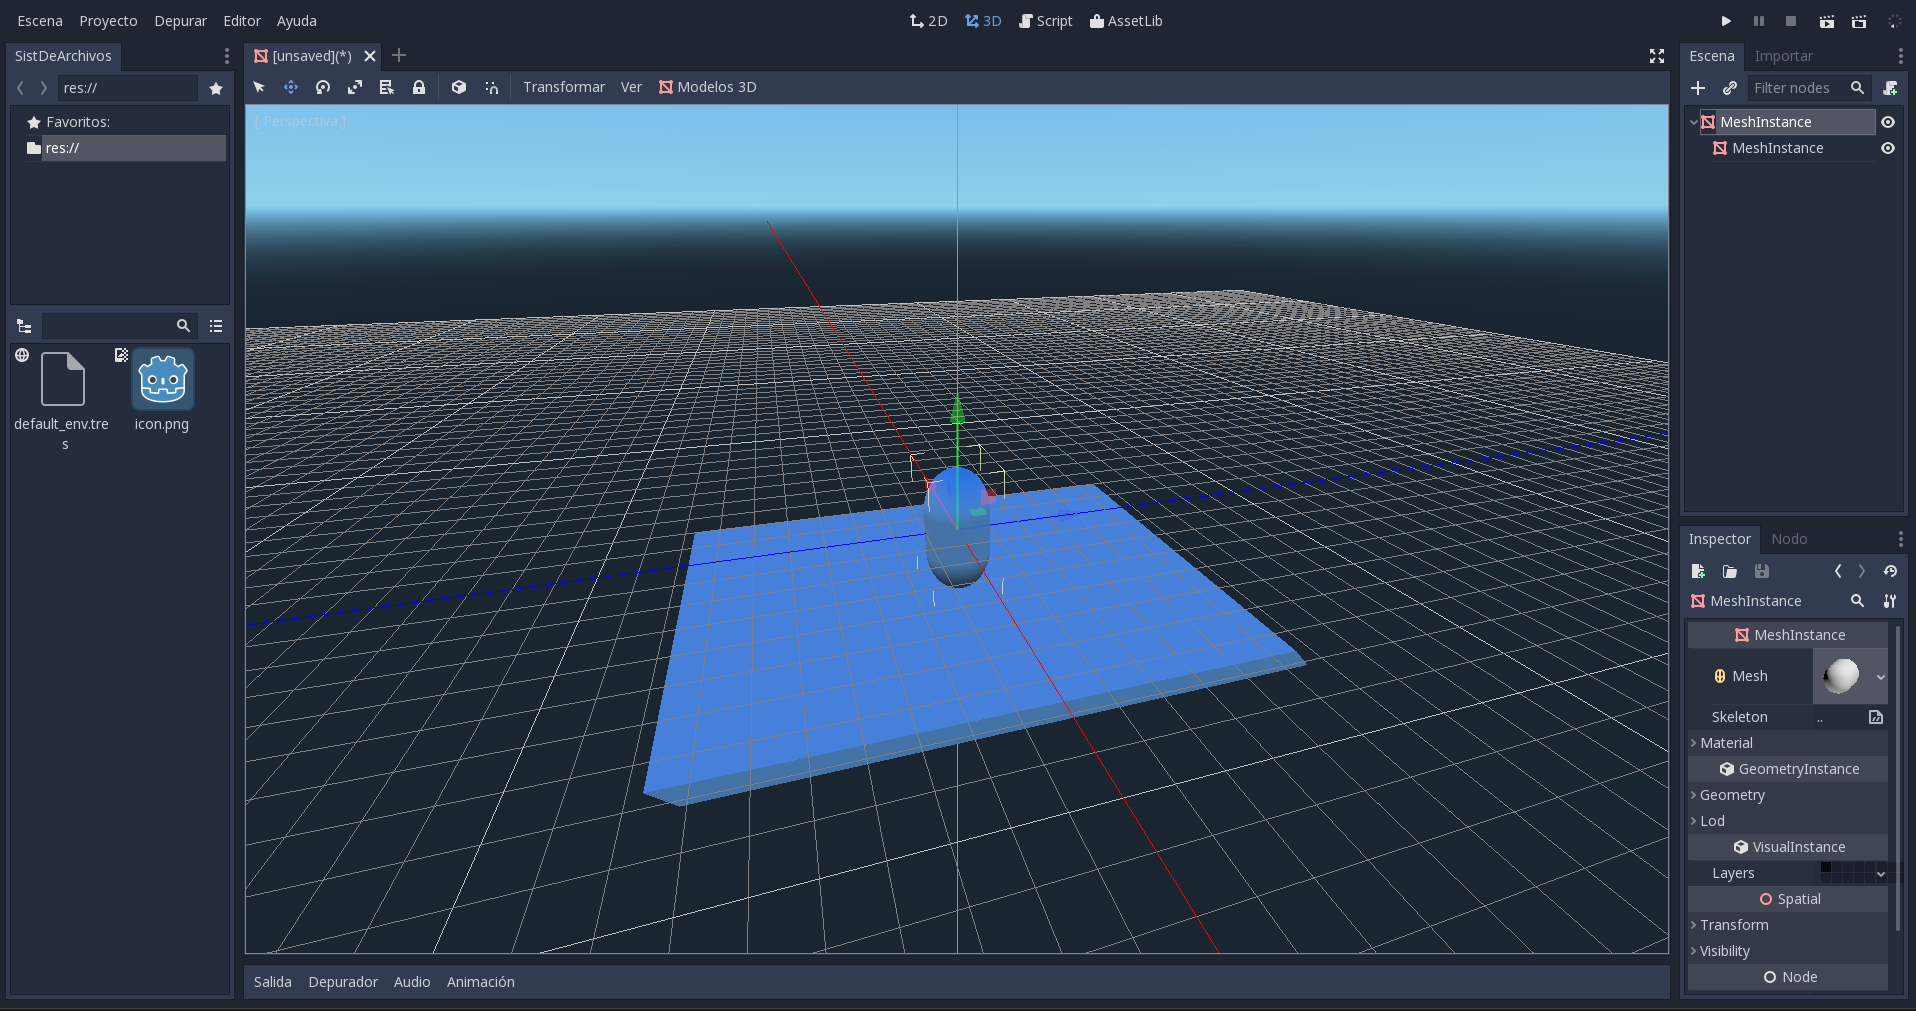 Escena Proyecto Depurar Editor Ayuda 2D 3D Script AssetLib
SistDeArchivos
res://
Favoritos:
res://
default_env.tre
s
icon.png
[unsaved](*)
Transformar Ver Modelos 3D
[ Perspectiva ]
Salida Depurador Audio Animación
Escena Importar
Filter nodes
MeshInstance
MeshInstance
Inspector Nodo
MeshInstance
MeshInstance
Mesh
Skeleton ..
Material
GeometryInstance
Geometry
Lod
VisualInstance
Layers
Spatial
Transform
Visibility
Node